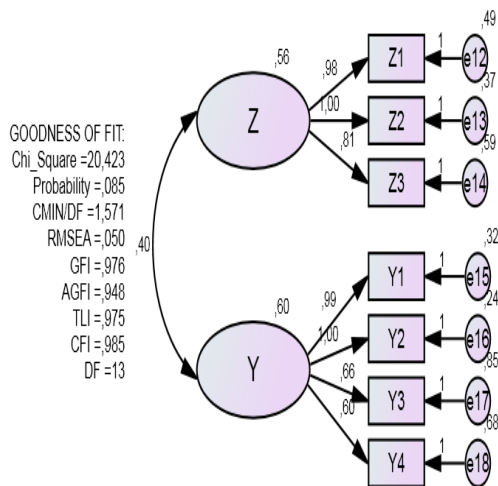 GOODNESS OF FIT:
Chi_Square =20,423
Probability =,085
CMIN/DF =1,571
RMSEA =,050
GFI =,976
AGFI =,948
TLI =,975
CFI =,985
DF =13
,40
,56
Z
,98
1,00
,81
Z1
1
e12
,49
Z2
1
e13
,37
Z3
1
e14
,59
,60
Y
,99
1,00
,66
,60
Y1
1
e15
,32
Y2
1
e16
,24
Y3
1
e17
,85
Y4
1
e18
,68